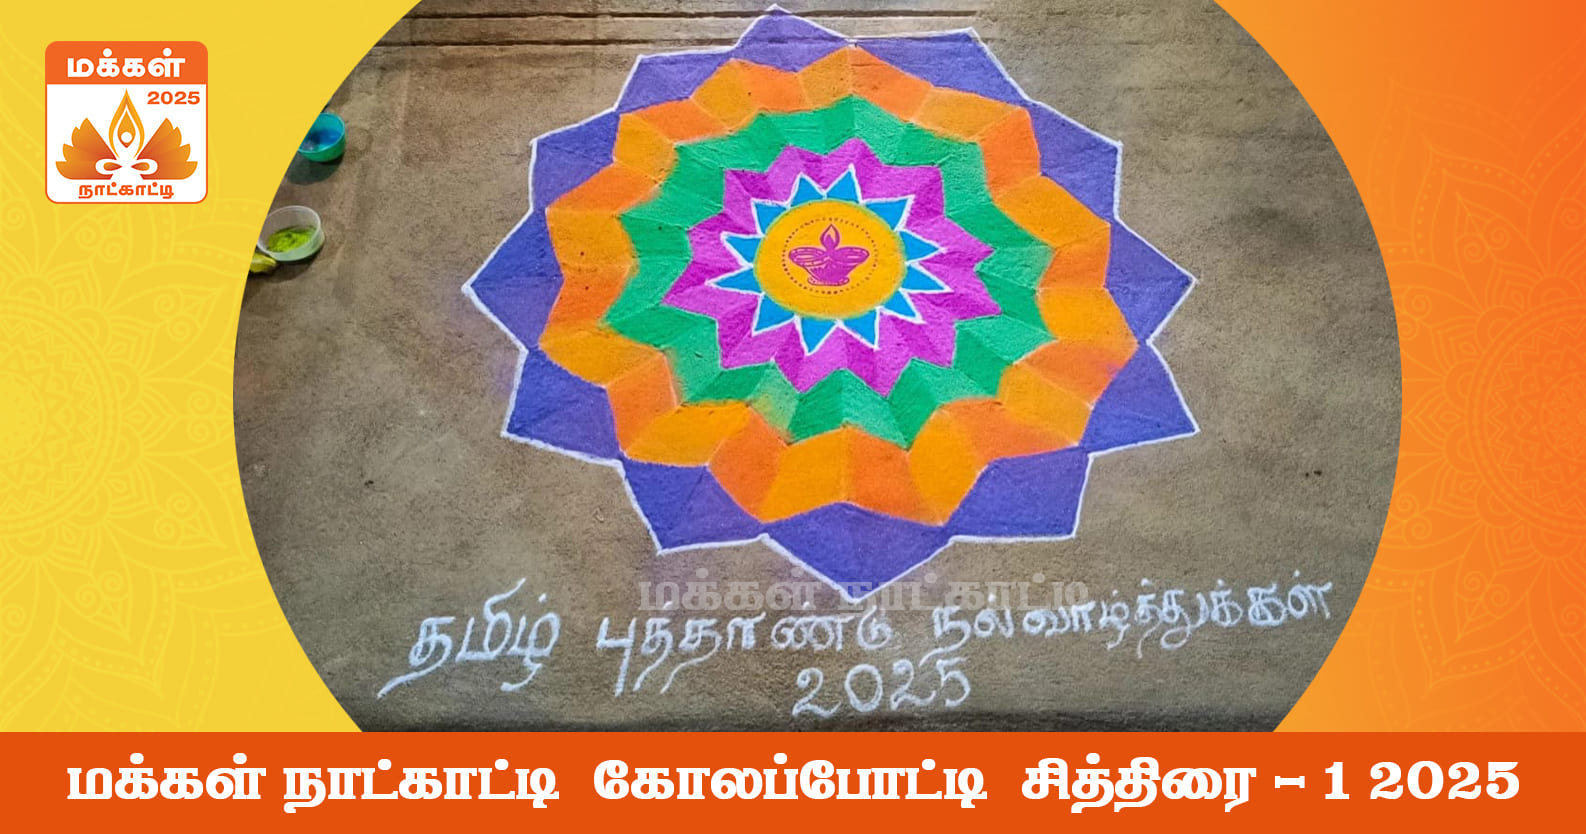 மக்கள்
2025
நாட்காட்டி
மக்கள் நாட்காட்டி
தமிழ் புத்தாண்டு நல்வாழ்த்துக்கள்
2025
மக்கள் நாட்காட்டி கோலப்போட்டி சித்திரை - 1 2025